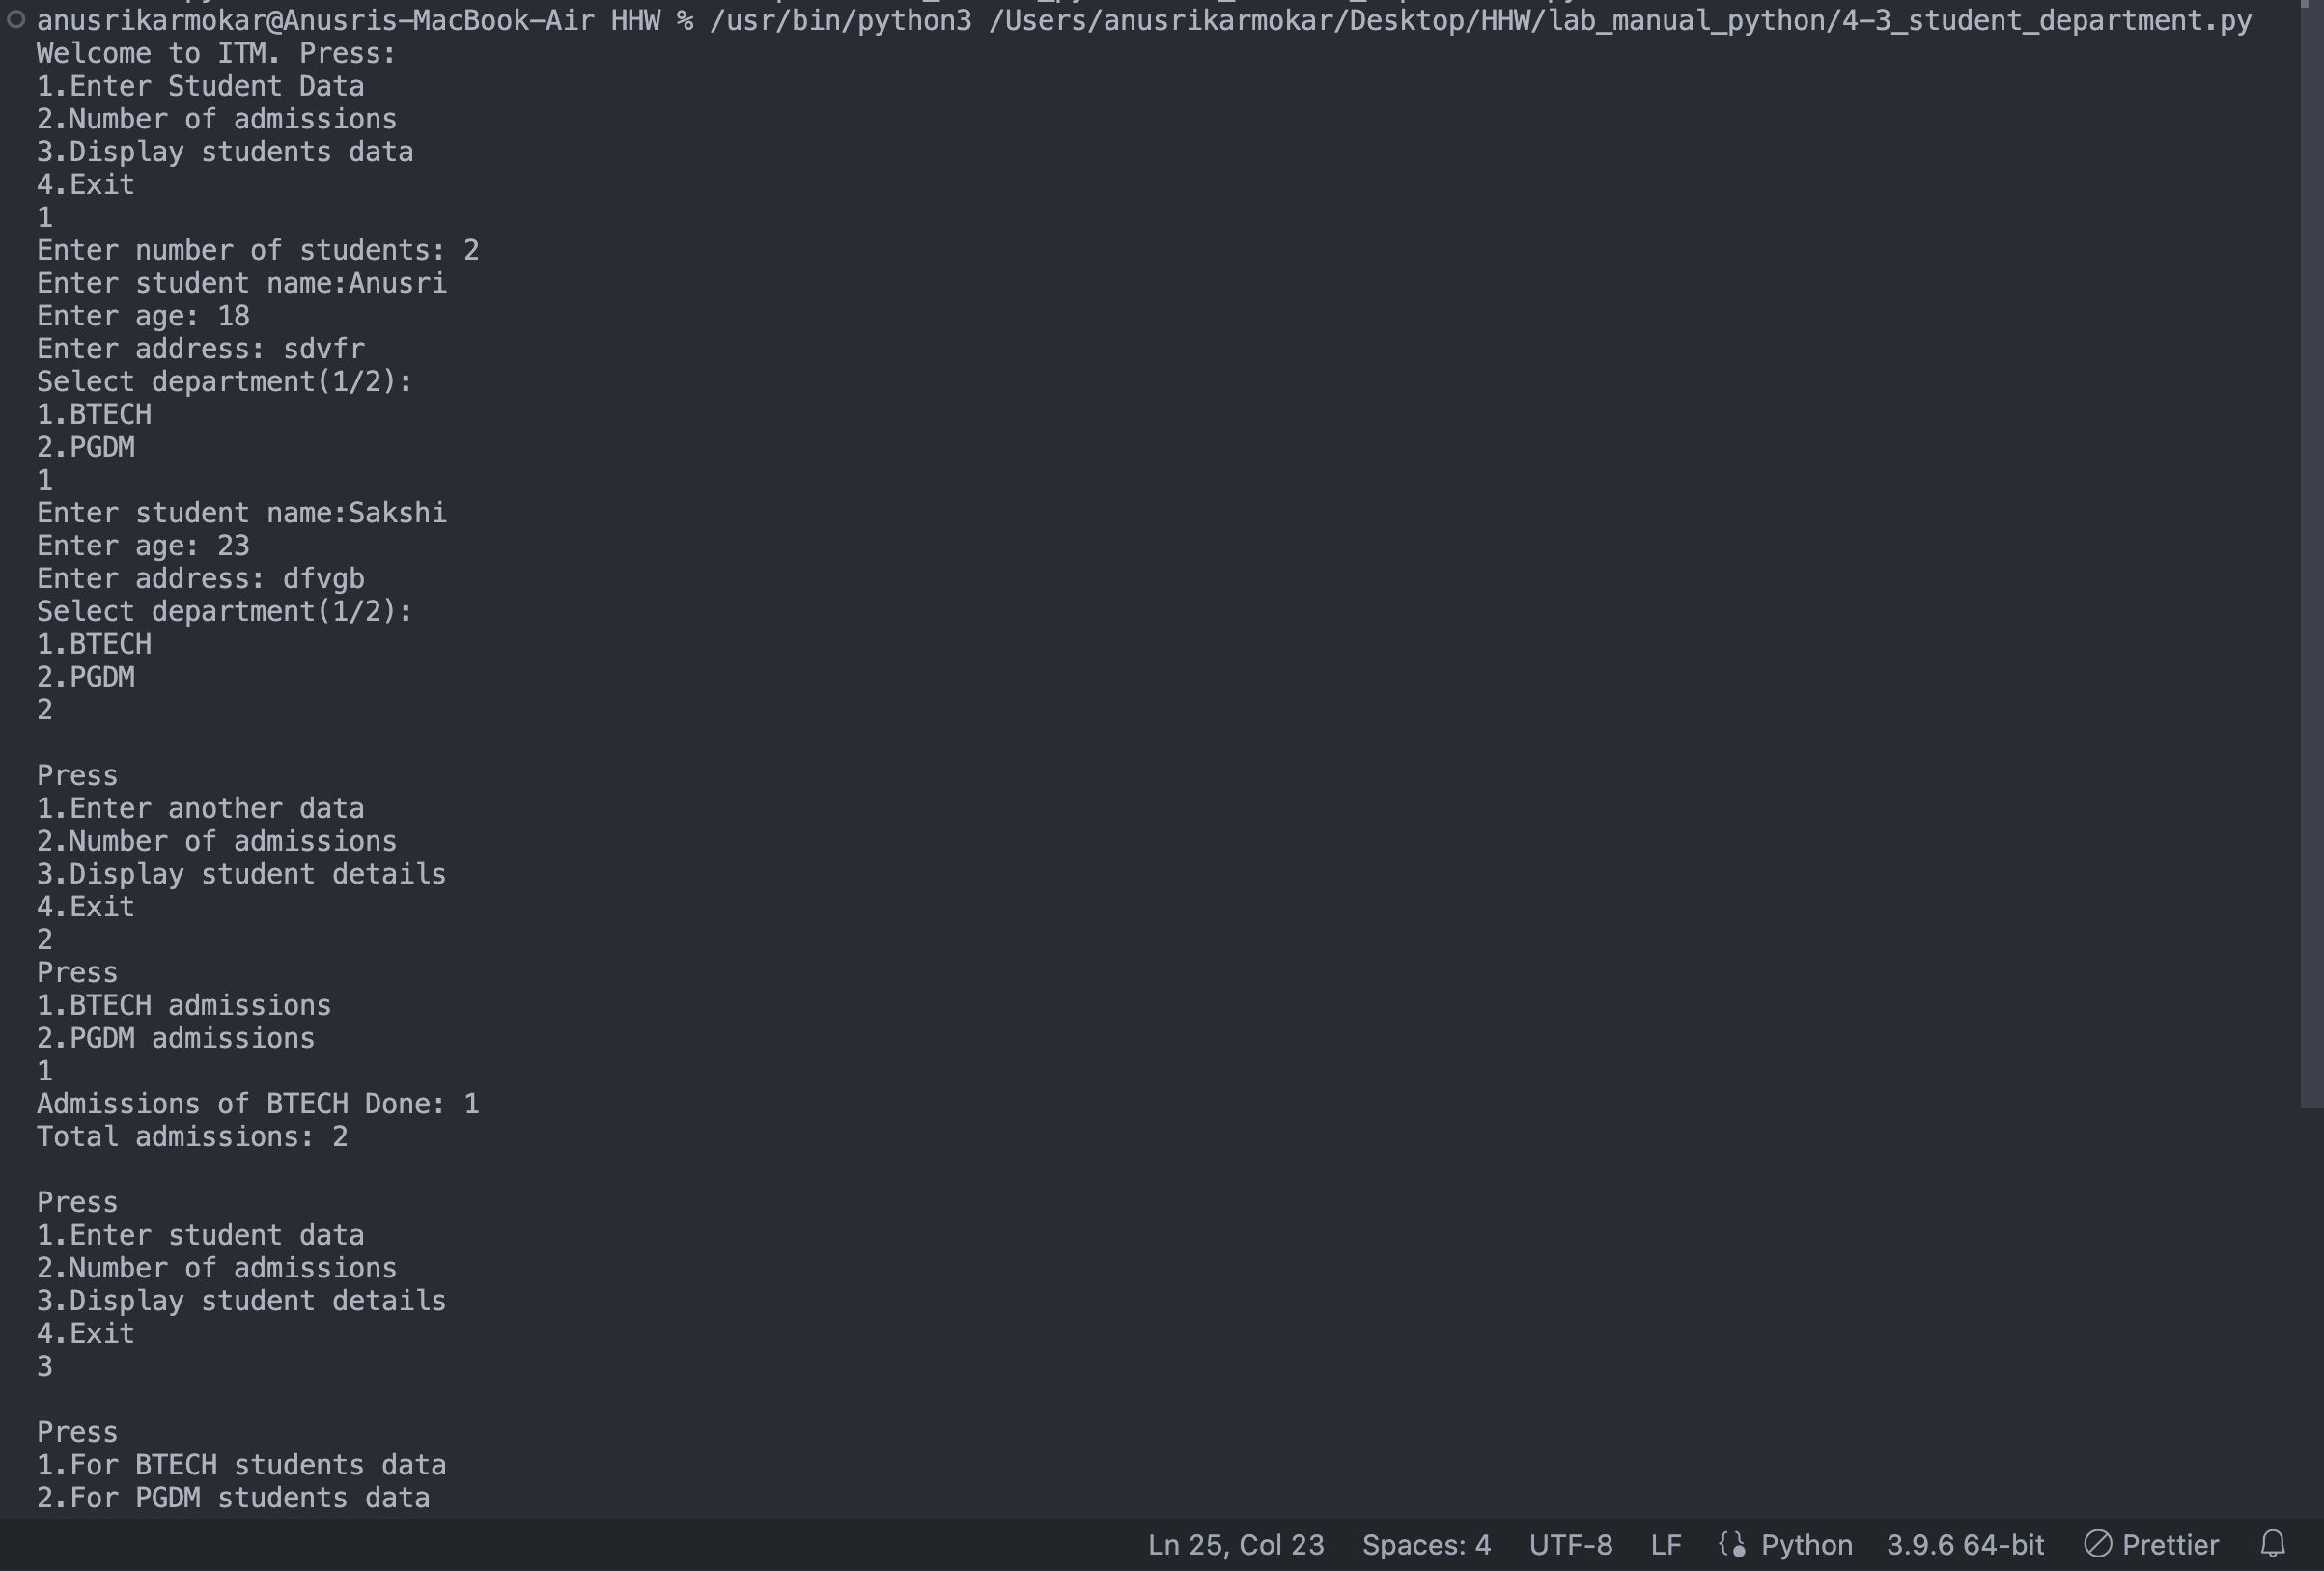 anusrikarmokar@Anusris-MacBook-Air HHW % /usr/bin/python3 /Users/anusrikarmokar/Desktop/HHW/lab_manual_python/4-3_student_department.py
Welcome to ITM. Press:
1.Enter Student Data
2.Number of admissions
3.Display students data
4.Exit
1
Enter number of students: 2
Enter student name:Anusri
Enter age: 18
Enter address: sdvfr
Select department(1/2):
1.BTECH
2.PGDM
1
Enter student name:Sakshi
Enter age: 23
Enter address: dfvgb
Select department(1/2):
1.BTECH
2.PGDM
2

Press
1.Enter another data
2.Number of admissions
3.Display student details
4.Exit
2
Press
1.BTECH admissions
2.PGDM admissions
1
Admissions of BTECH Done: 1
Total admissions: 2

Press
1.Enter student data
2.Number of admissions
3.Display student details
4.Exit
3

Press
1.For BTECH students data
2.For PGDM students data
Ln 25, Col 23 Spaces: 4 UTF-8 LF Python 3.9.6 64-bit Prettier